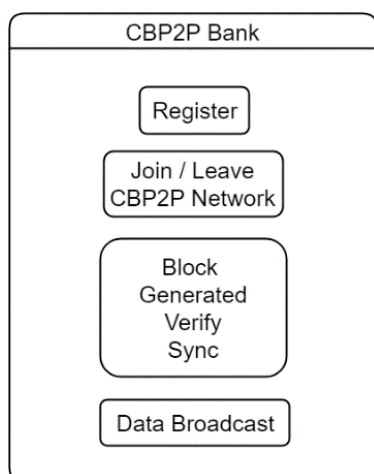 CBP2P Bank
Register
Join / Leave
CBP2P Network
Block
Generated
Verify
Sync
Data Broadcast